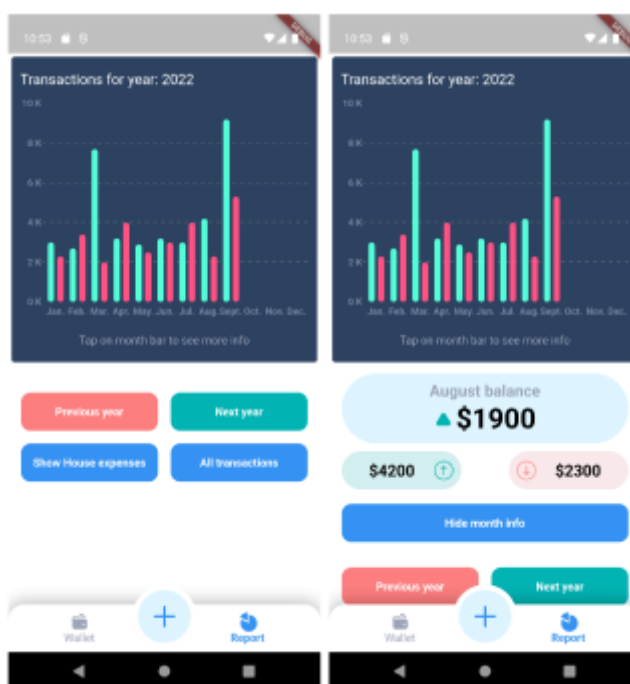 10:53
Transactions for year: 2022
10 K
8 K
6 K
4 K
2 K
0 K
Jan. Feb. Mar. Apr. May. Jun. Jul. Aug. Sept. Oct. Nov. Dec.
Tap on month bar to see more info
Previous year
Next year
Show House expenses
All transactions
Wallet
Report
10:53
Transactions for year: 2022
10 K
8 K
6 K
4 K
2 K
0 K
Jan. Feb. Mar. Apr. May. Jun. Jul. Aug. Sept. Oct. Nov. Dec.
Tap on month bar to see more info
August balance
$1900
$4200
$2300
Hide month info
Previous year
Next year
Wallet
Report